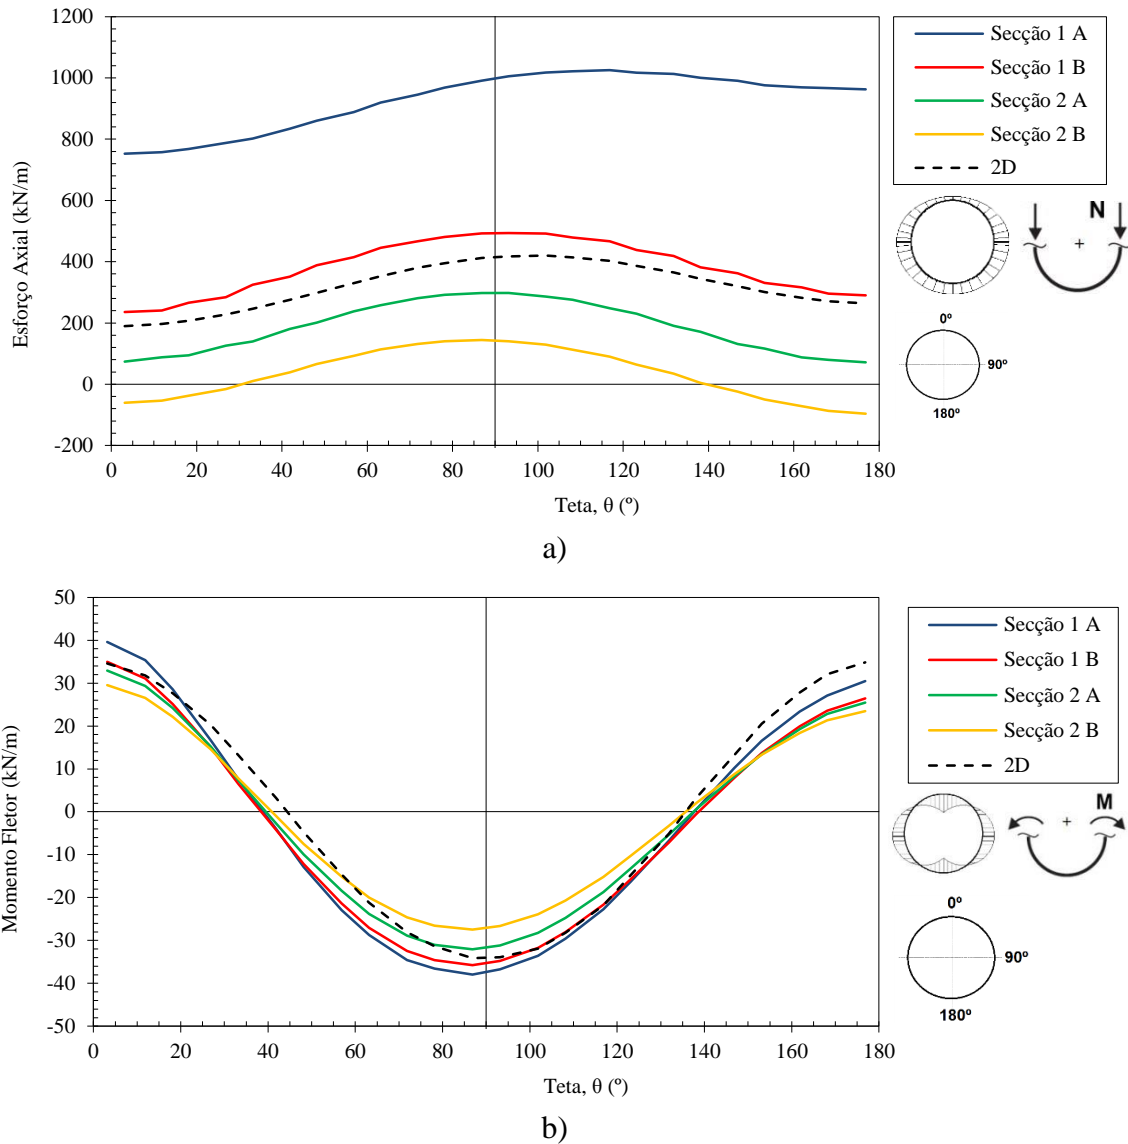 1200
1000
800
600
400
200
0
-200
Esforço Axial (kN/m)
0 20 40 60 80 100 120 140 160 180
Teta, θ (º)
Secção 1 A
Secção 1 B
Secção 2 A
Secção 2 B
2D
N
+
0º
90º
180º
a)
50
40
30
20
10
0
-10
-20
-30
-40
-50
Momento Fletor (kN/m)
0 20 40 60 80 100 120 140 160 180
Teta, θ (º)
Secção 1 A
Secção 1 B
Secção 2 A
Secção 2 B
2D
M
+
0º
90º
180º
b)